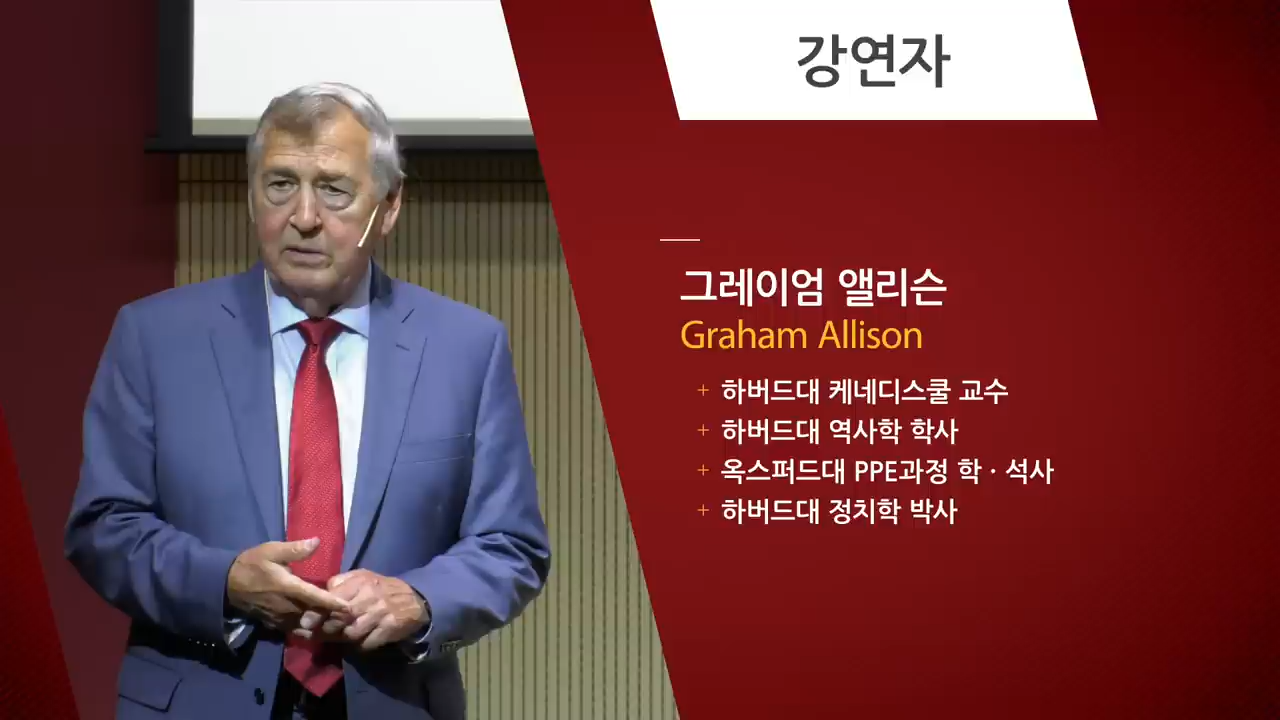 강연자
그레이엄 앨리슨
Graham Allison
+ 하버드대 케네디스쿨 교수
+ 하버드대 역사학 학사
+ 옥스퍼드대 PPE과정 학 · 석사
+ 하버드대 정치학 박사